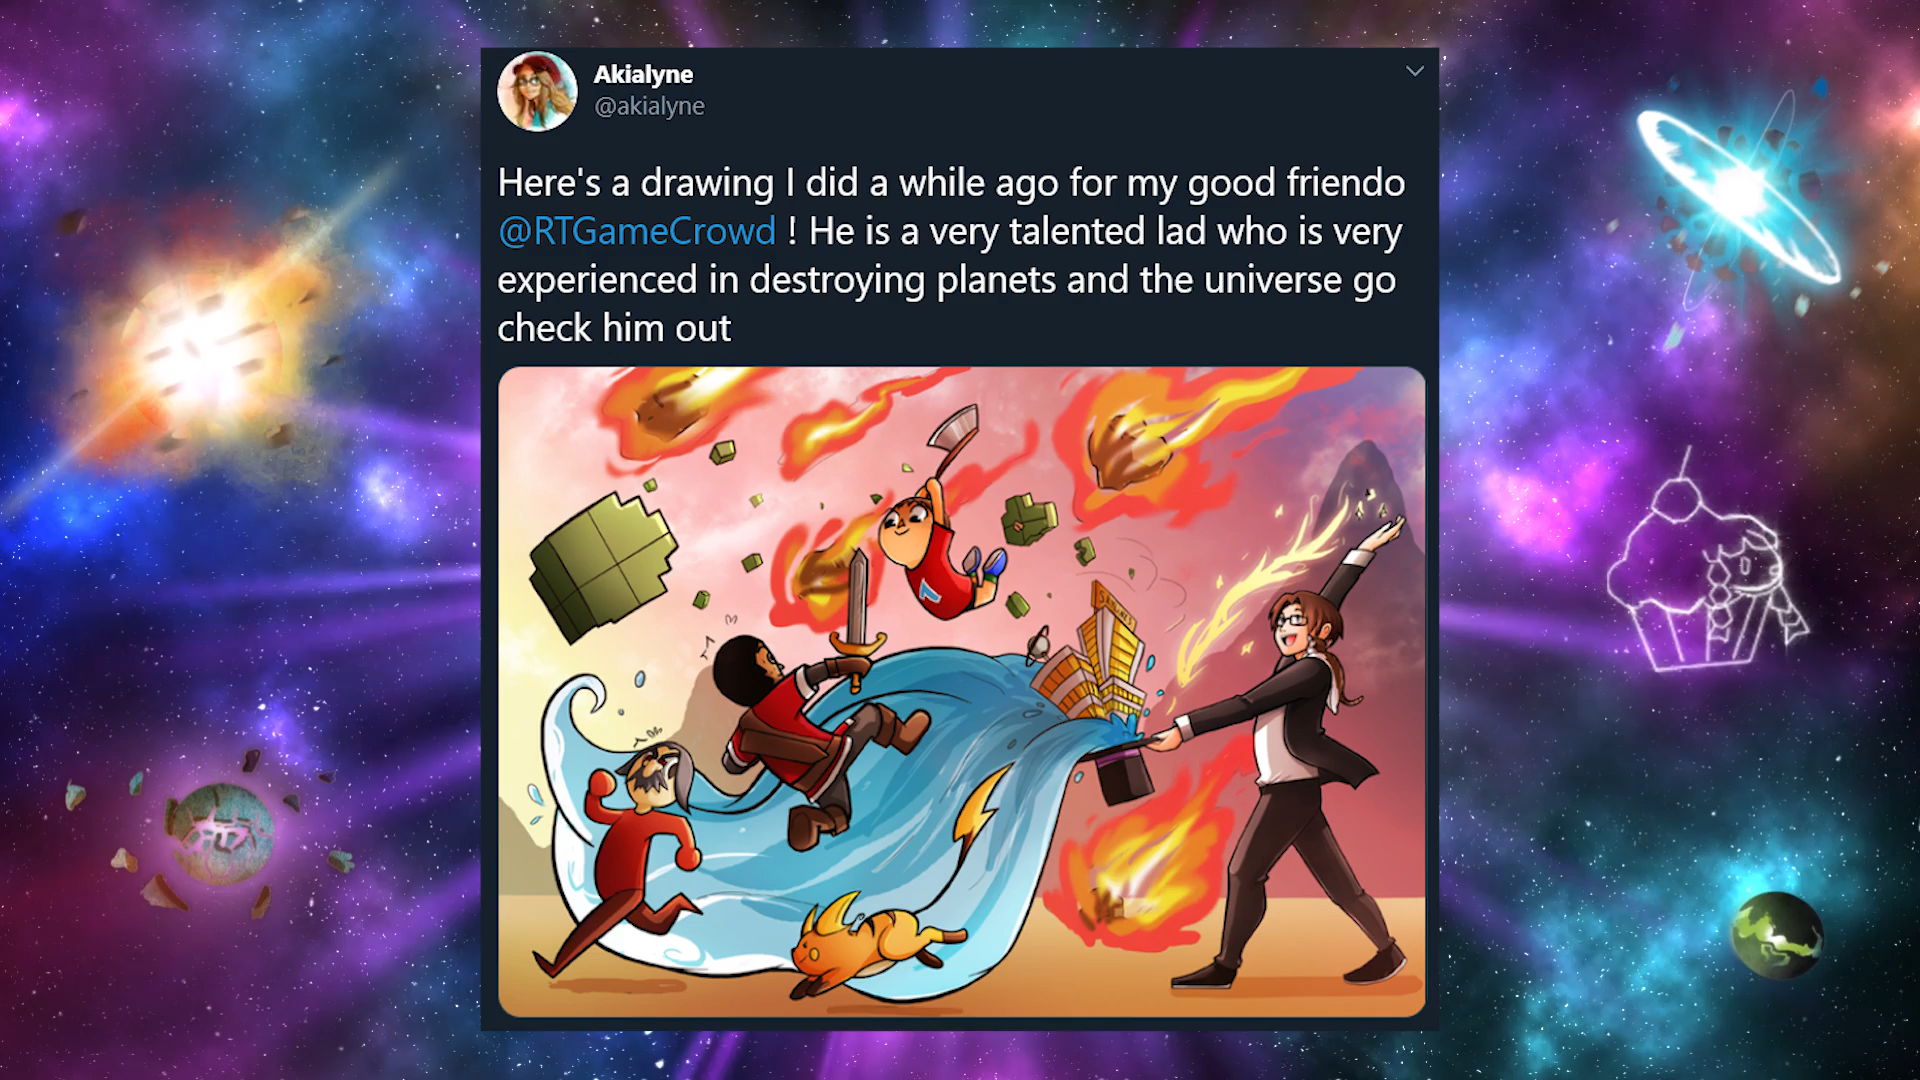 Akialyne
@akialyne
Here's a drawing I did a while ago for my good friendo
@RTGameCrowd ! He is a very talented lad who is very
experienced in destroying planets and the universe go
check him out